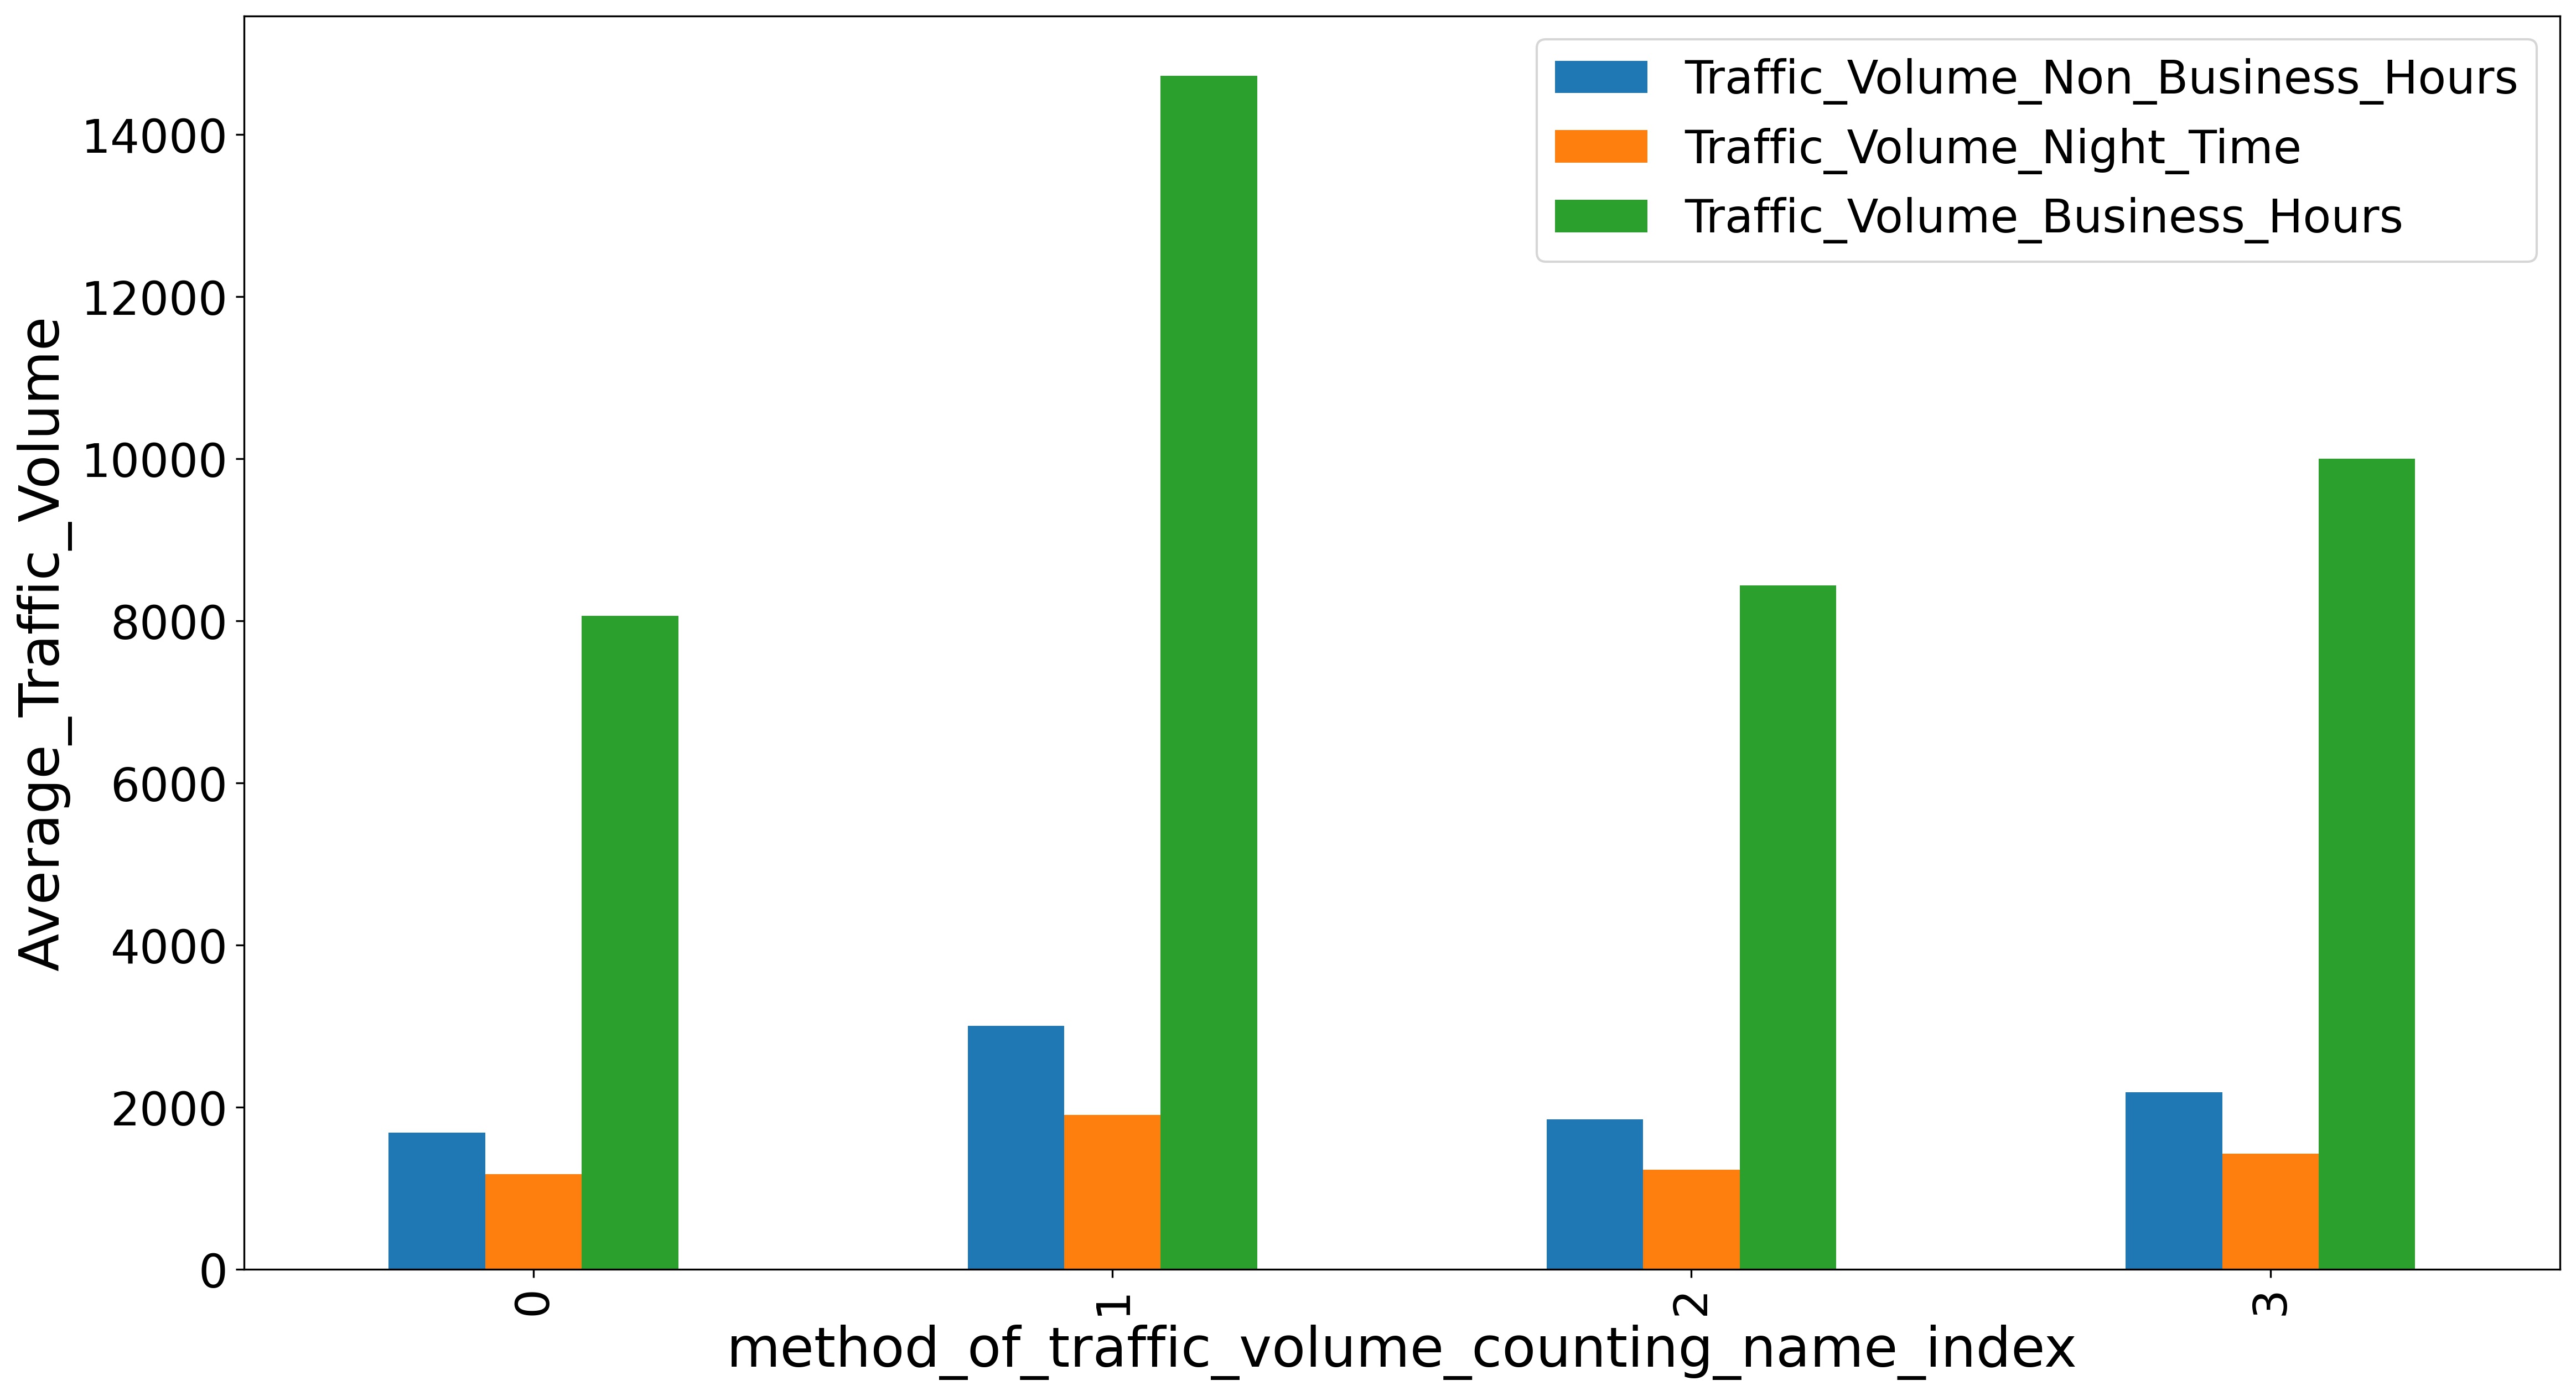 Traffic_Volume_Non_Business_Hours
Traffic_Volume_Night_Time
Traffic_Volume_Business_Hours
Average_Traffic_Volume
14000
12000
10000
8000
6000
4000
2000
0
0 1 2 3
method_of_traffic_volume_counting_name_index